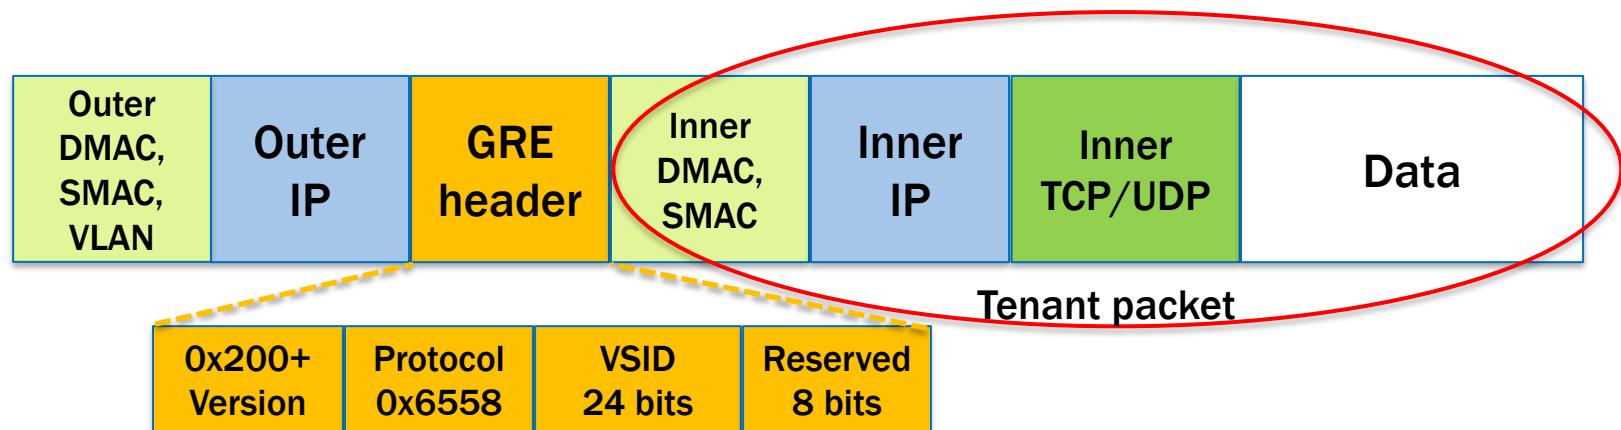 Outer
DMAC,
SMAC,
VLAN
Outer
IP
GRE
header
Inner
DMAC,
SMAC
Inner
IP
Inner
TCP/UDP
Data
Tenant packet
0x200+
Version
Protocol
0x6558
VSID
24 bits
Reserved
8 bits